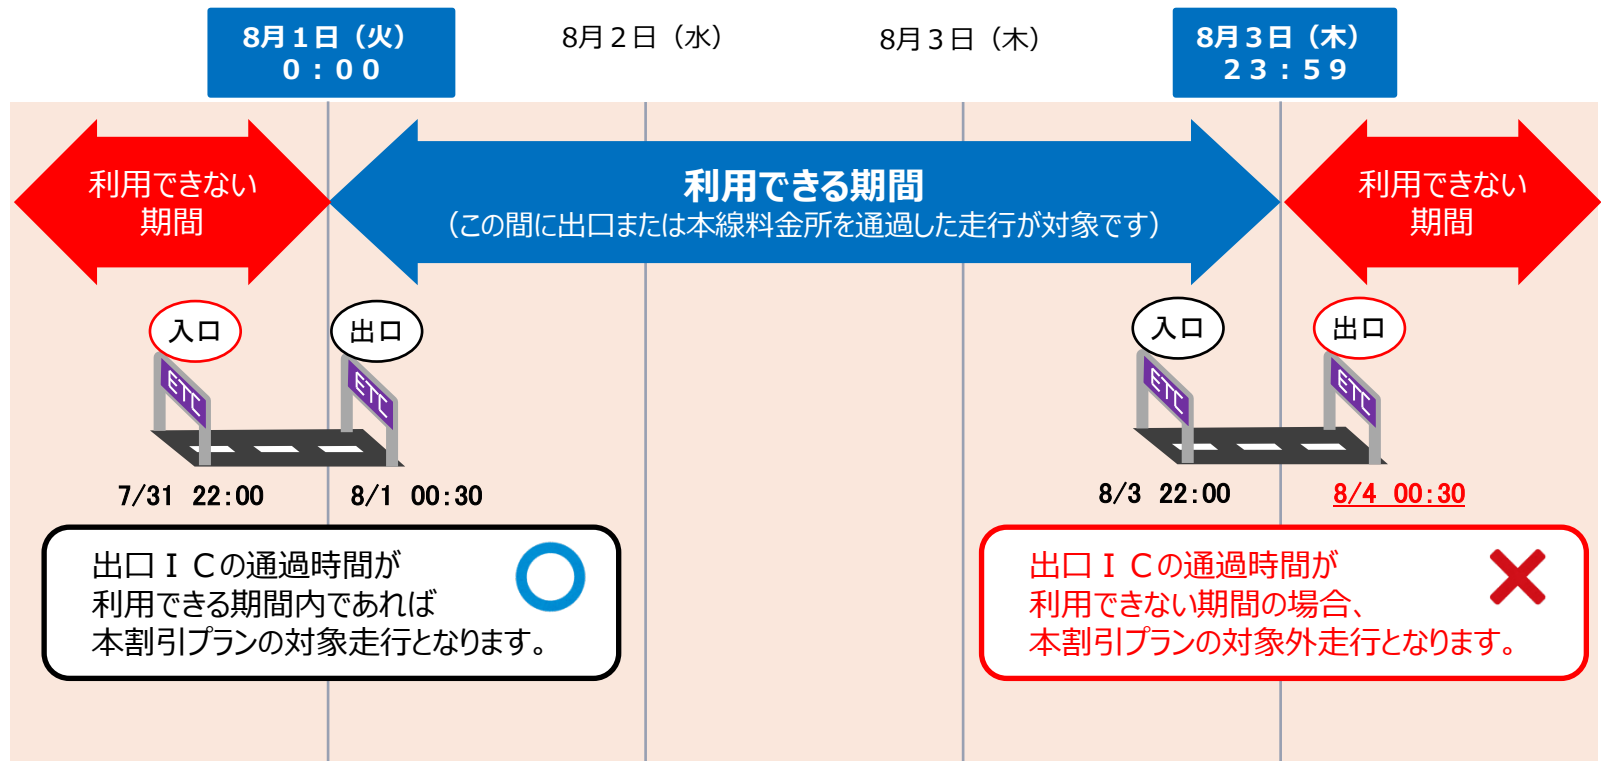 8月1日（火）
0：00
8月2日（水）
8月3日（木）
8月3日（木）
23：59
利用できない
期間
利用できる期間
（この間に出口または本線料金所を通過した走行が対象です）
利用できない
期間
入口
出口
入口
出口
ETC
ETC
ETC
ETC
7/31 22:00
8/1 00:30
8/3 22:00
8/4 00:30
出口ＩＣの通過時間が
利用できる期間内であれば
本割引プランの対象走行となります。
出口ＩＣの通過時間が
利用できない期間の場合、
本割引プランの対象外走行となります。